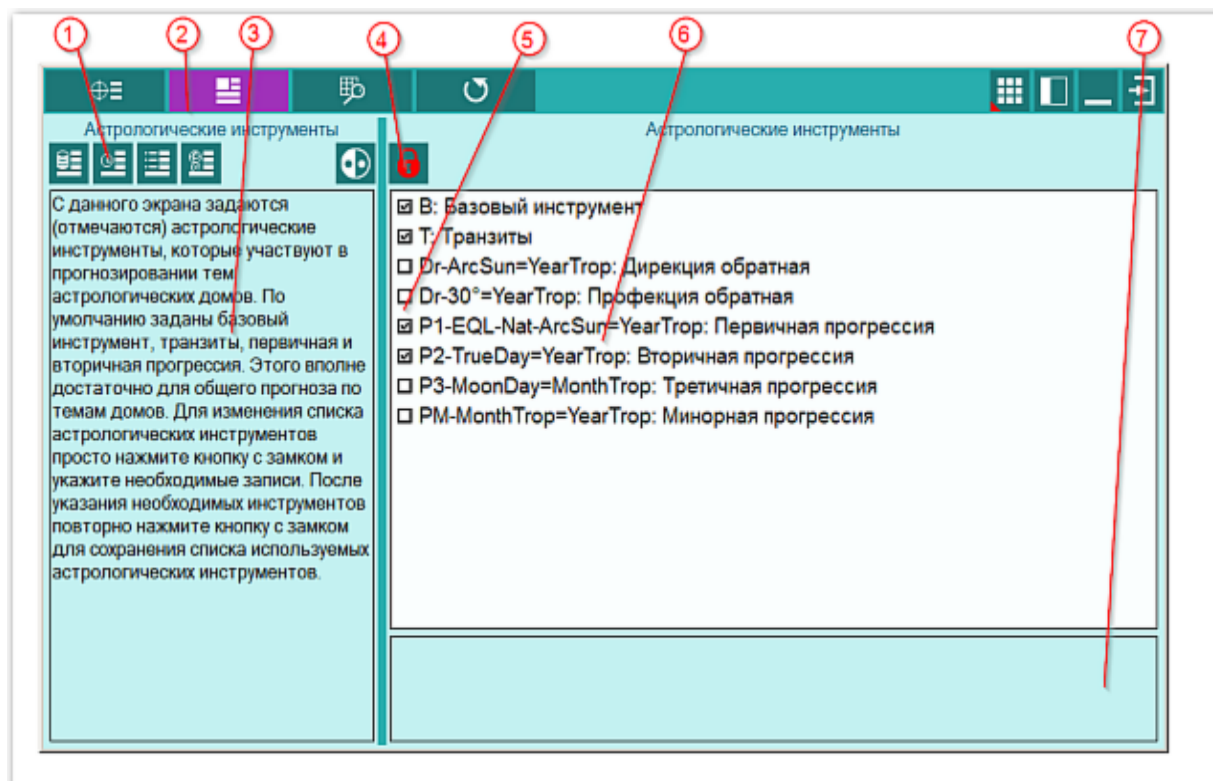 1 2 3 4 5 6 7
Астрологические инструменты
Астрологические инструменты
С данного экрана задаются
(отмечаются) астрологические
инструменты, которые участвуют в
прогнозировании тем
астрологических домов. По
умолчанию заданы базовый
инструмент, транзиты, первичная и
вторичная прогрессия. Этого вполне
достаточно для общего прогноза по
темам домов. Для изменения списка
астрологических инструментов
просто нажмите кнопку с замком и
укажите необходимые записи. После
указания необходимых инструментов
повторно нажмите кнопку с замком
для сохранения списка используемых
астрологических инструментов.
B: Базовый инструмент
T: Транзиты
Dr-ArcSun=YearTrop: Дирекция обратная
Dr-30°=YearTrop: Профекция обратная
P1-EQL-Nat-ArcSun=YearTrop: Первичная прогрессия
P2-TrueDay=YearTrop: Вторичная прогрессия
P3-MoonDay=MonthTrop: Третичная прогрессия
PM-MonthTrop=YearTrop: Минорная прогрессия